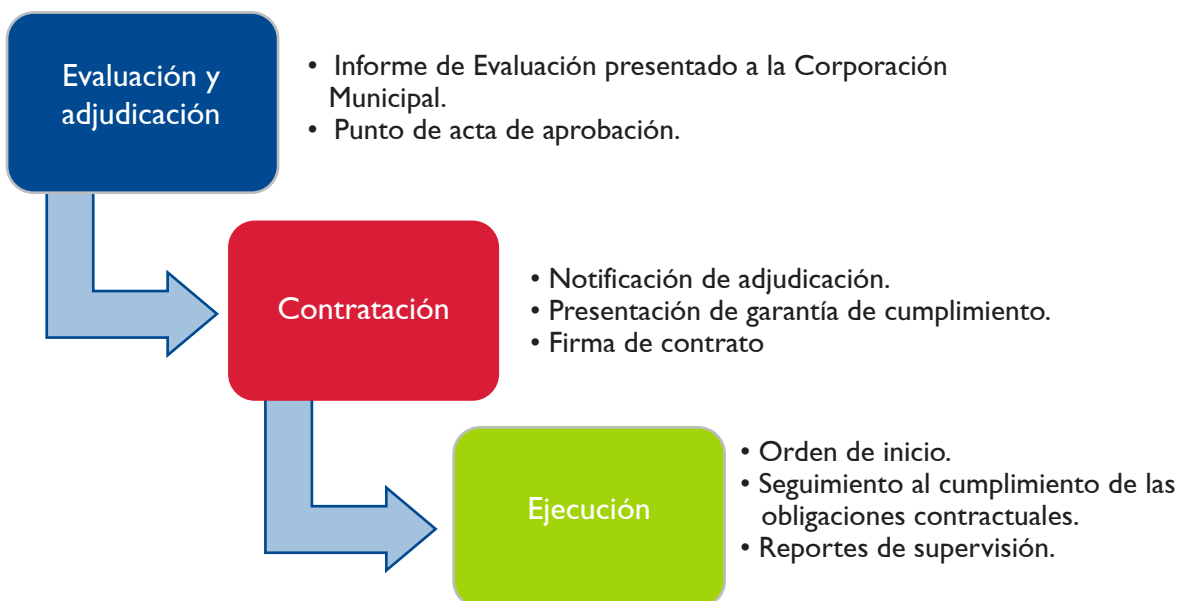 Evaluación y
adjudicación
• Informe de Evaluación presentado a la Corporación
Municipal.
• Punto de acta de aprobación.
Contratación
• Notificación de adjudicación.
• Presentación de garantía de cumplimiento.
• Firma de contrato
Ejecución
• Orden de inicio.
• Seguimiento al cumplimiento de las
obligaciones contractuales.
• Reportes de supervisión.